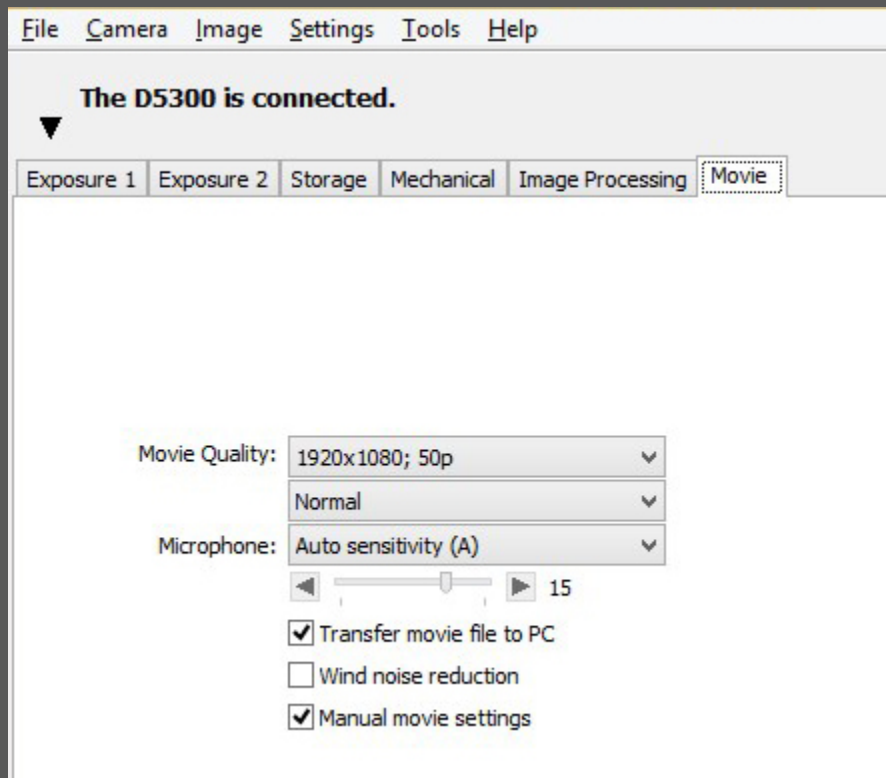 File Camera Image Settings Tools Help
The D5300 is connected.
Exposure 1 Exposure 2 Storage Mechanical Image Processing Movie
Movie Quality: 1920x1080; 50p
Normal
Microphone: Auto sensitivity (A)
15
Transfer movie file to PC
Wind noise reduction
Manual movie settings